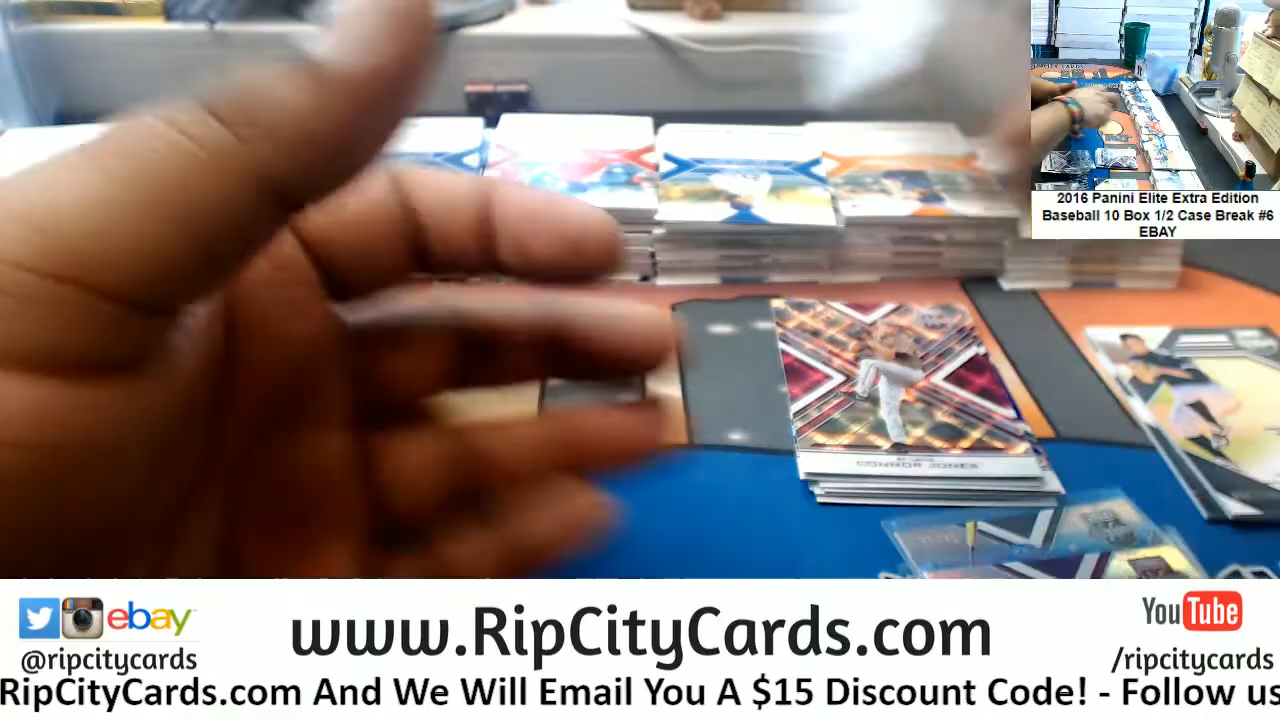 2016 Panini Elite Extra Edition
Baseball 10 Box 1/2 Case Break #6
EBAY
CONNOR JONES
ebay
@ripcitycards
www.RipCityCards.com
YouTube
/ripcitycards
RipCityCards.com And We Will Email You A $15 Discount Code! - Follow us